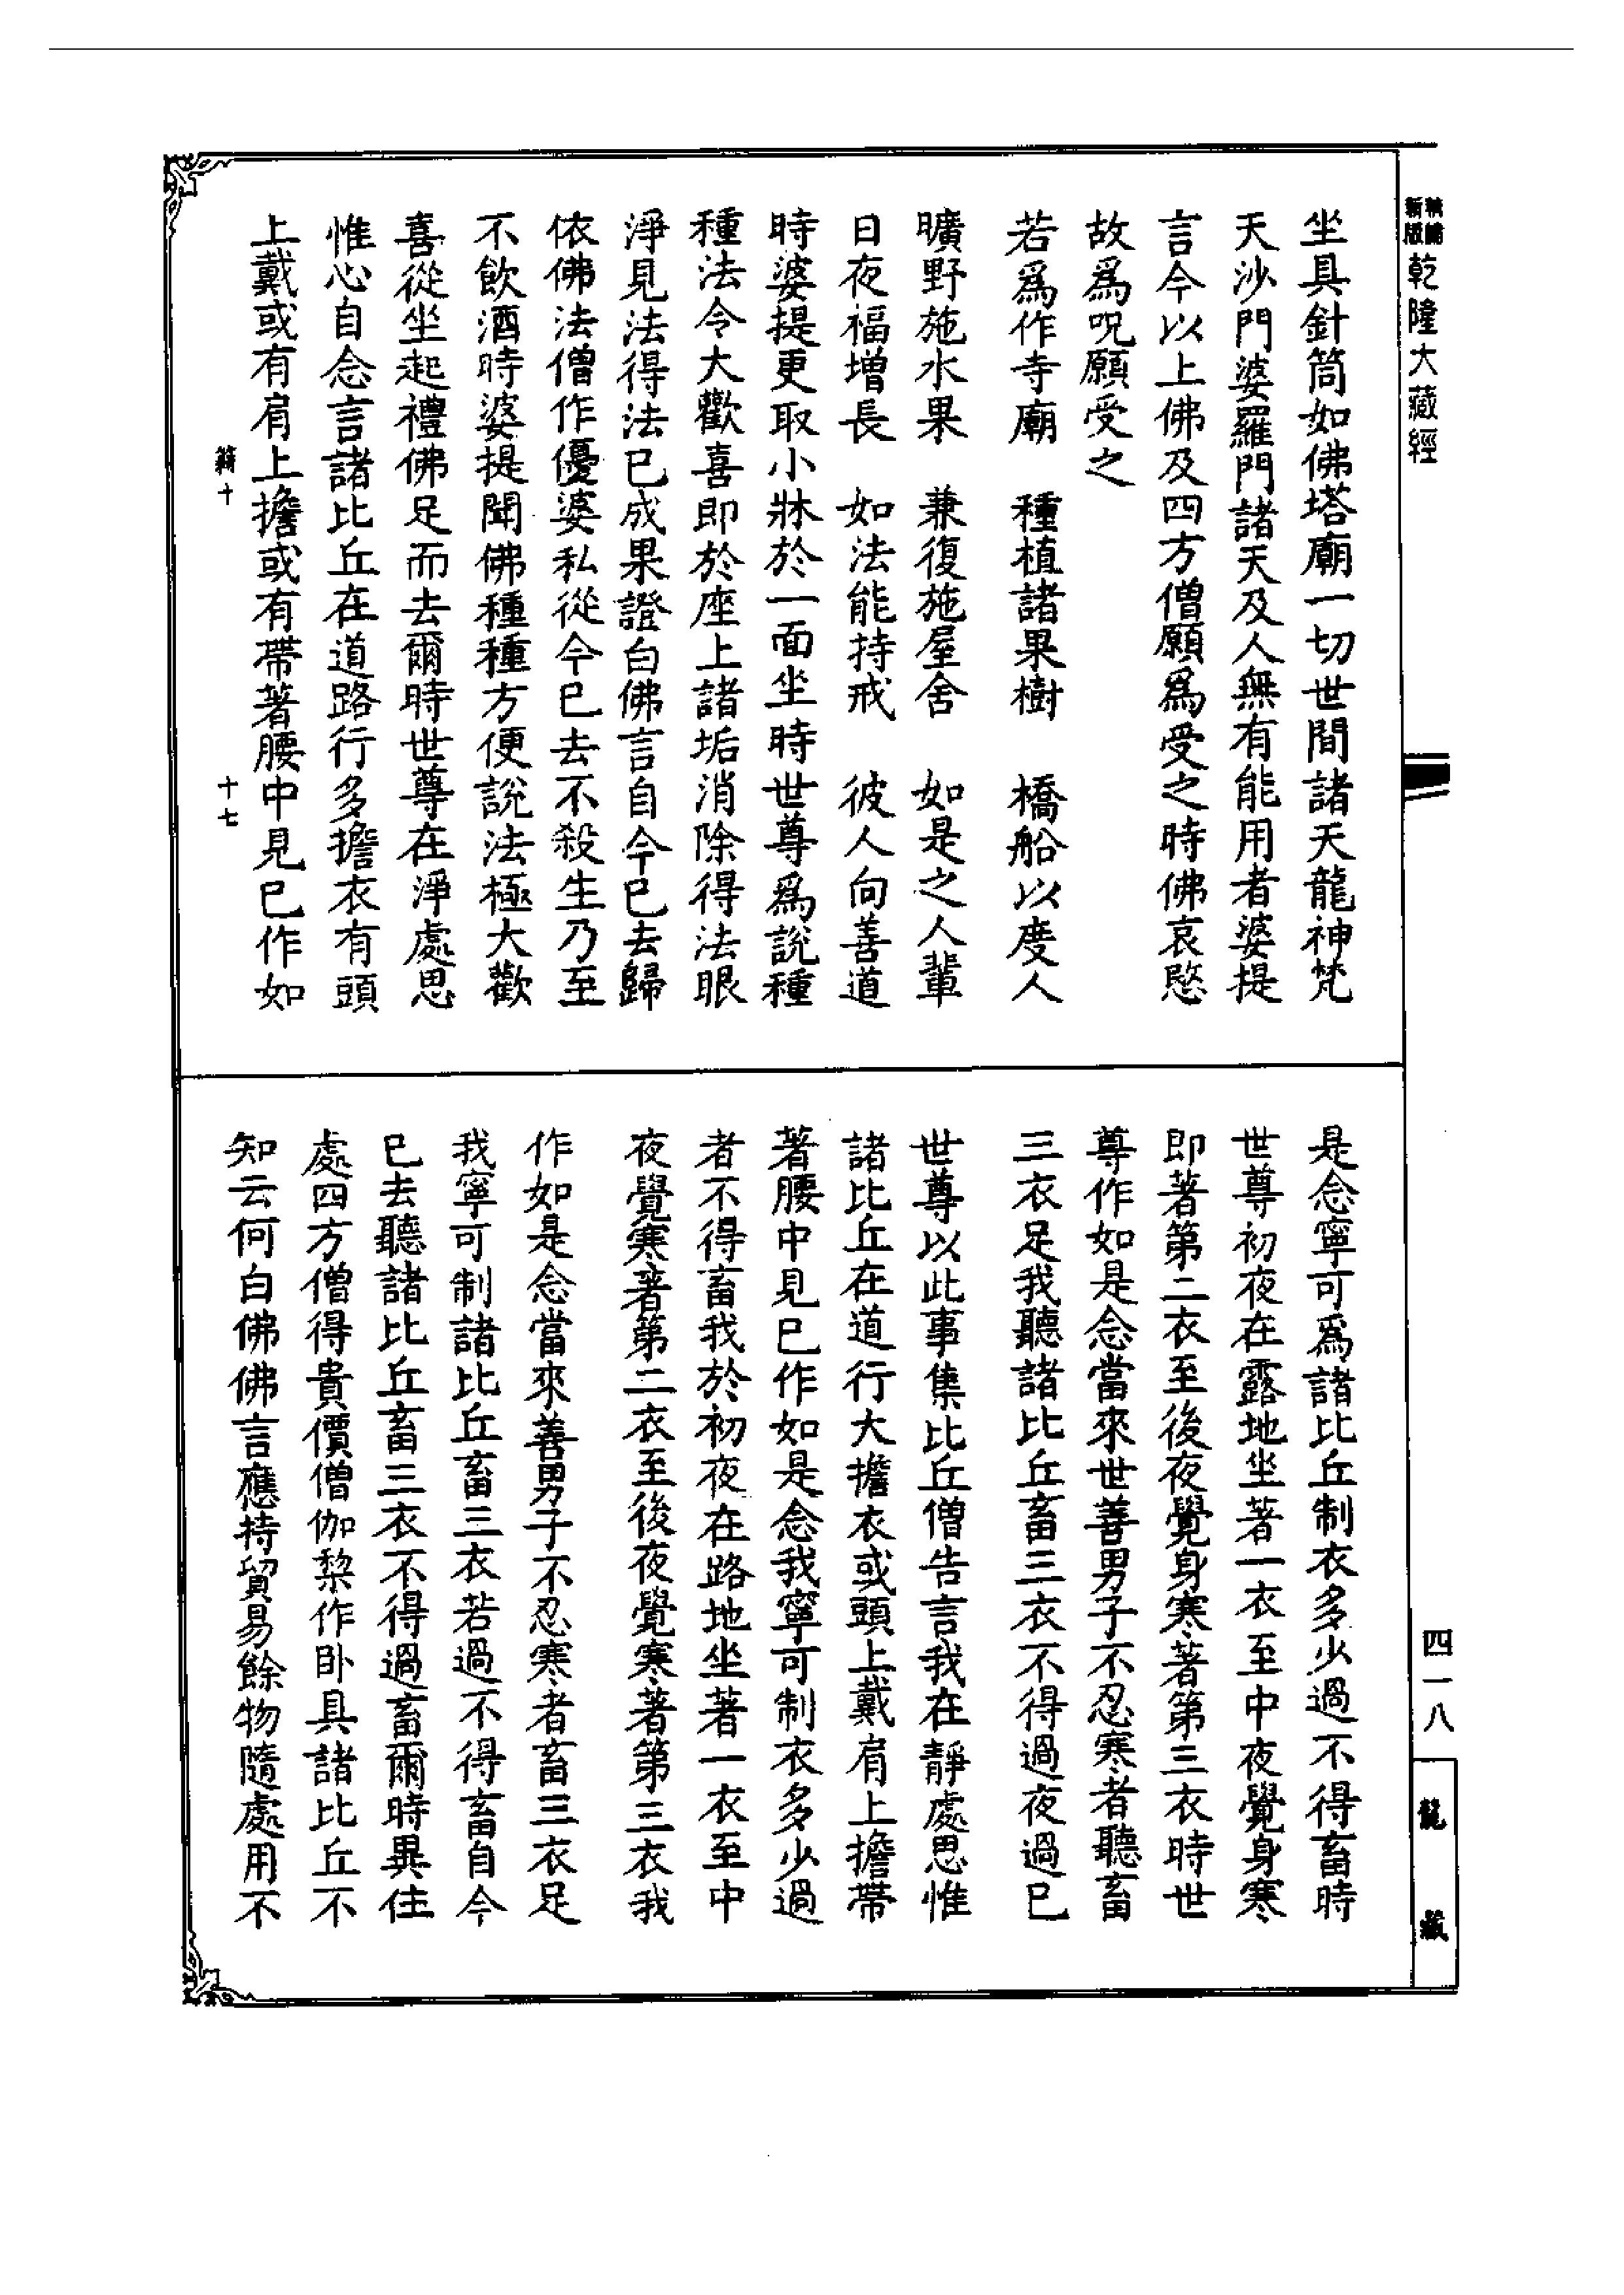 精鏽新版乾隆大藏經
坐具針筒如佛塔廟一切世間諸天龍神梵
天沙門婆羅門諸天及人無有能用者婆提
言今以上佛及四方僧願爲受之時佛哀愍
故爲呪願受之
若爲作寺廟　種植諸果樹　橋船以度人
曠野施水果　兼復施屋舍　如是之人輩
日夜福增長　如法能持戒　彼人向善道
時婆提更取小牀於一面坐時世尊爲說種
種法令大歡喜即於座上諸垢消除得法眼
淨見法得法已成果證白佛言自今已去歸
依佛法僧作優婆私從今已去不殺生乃至
不飲酒時婆提聞佛種種方便說法極大歡
喜從坐起禮佛足而去爾時世尊在淨處思
惟心自念言諸比丘在道路行多擔衣有頭
上戴或有肩上擔或有帶著腰中見已作如
十　十七
是念寧可爲諸比丘制衣多少過不得畜時
世尊初夜在露地坐著一衣至中夜覺身寒
即著第二衣至後夜覺身寒著第三衣時世
尊作如是念當來世善男子不忍寒者聽畜
三衣足我聽諸比丘畜三衣不得過夜過已
世尊以此事集比丘僧告言我在靜處思惟
諸比丘在道行大擔衣或頭上戴肩上擔帶
著腰中見已作如是念我寧可制衣多少過
者不得畜我於初夜在路地坐著一衣至中
夜覺寒著第二衣至後夜覺寒著第三衣我
作如是念當來善男子不忍寒者畜三衣足
我寧可制諸比丘畜三衣若過不得畜自今
已去聽諸比丘畜三衣不得過畜爾時異住
處四方僧得貴價僧伽棃作卧具諸比丘不
知云何白佛佛言應持貿易餘物隨處用不
四一八
龍藏